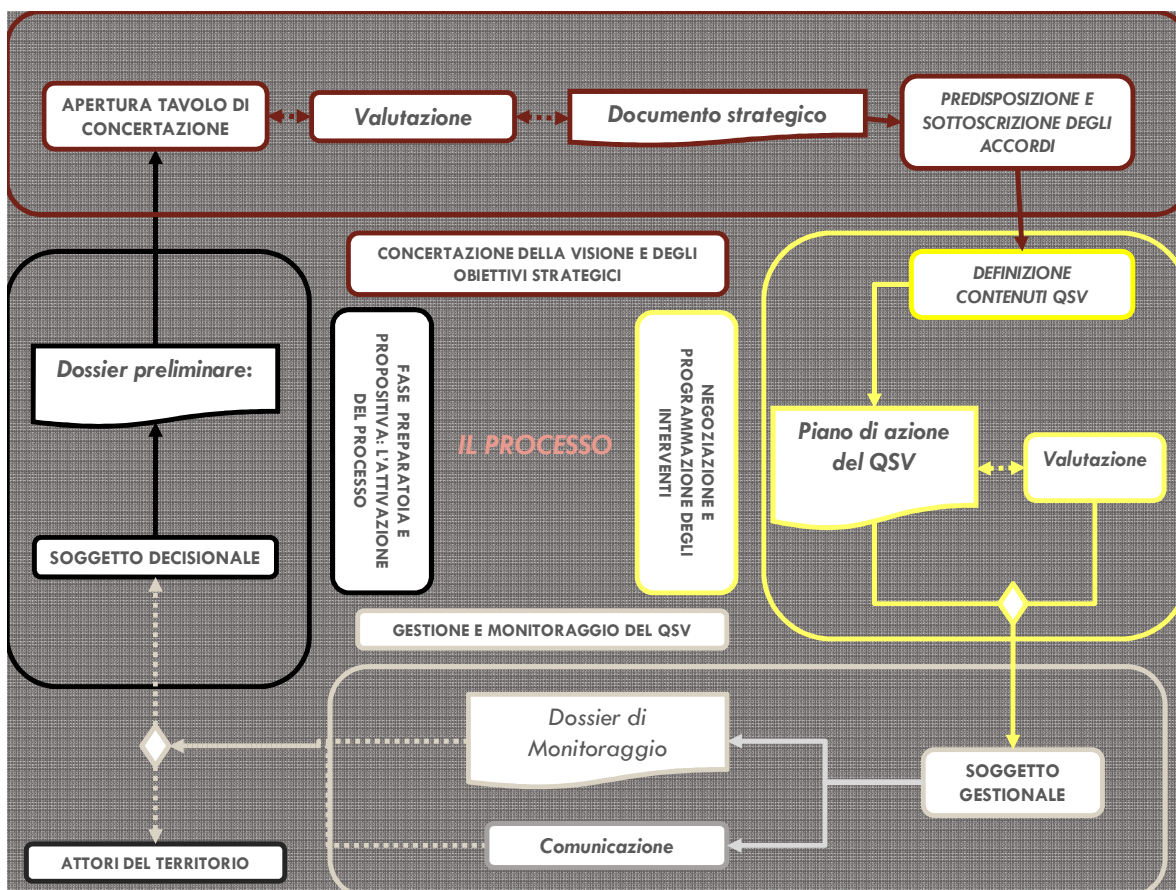 APERTURA TAVOLO DI
CONCERTAZIONE
Valutazione
Documento strategico
PREDISPOSIZIONE E
SOTTOSCRIZIONE DEGLI
ACCORDI
CONCERTAZIONE DELLA VISIONE E DEGLI
OBIETTIVI STRATEGICI
DEFINIZIONE
CONTENUTI QSV
Dossier preliminare:
FASE PREPARATOIA E
PROPOSITIVA: L'ATTIVAZIONE
DEL PROCESSO
IL PROCESSO
NEGOZIAZIONE E
PROGRAMMAZIONE DEGLI
INTERVENTI
Piano di azione
del QSV
Valutazione
SOGGETTO DECISIONALE
GESTIONE E MONITORAGGIO DEL QSV
Dossier di
Monitoraggio
SOGGETTO
GESTIONALE
Comunicazione
ATTORI DEL TERRITORIO